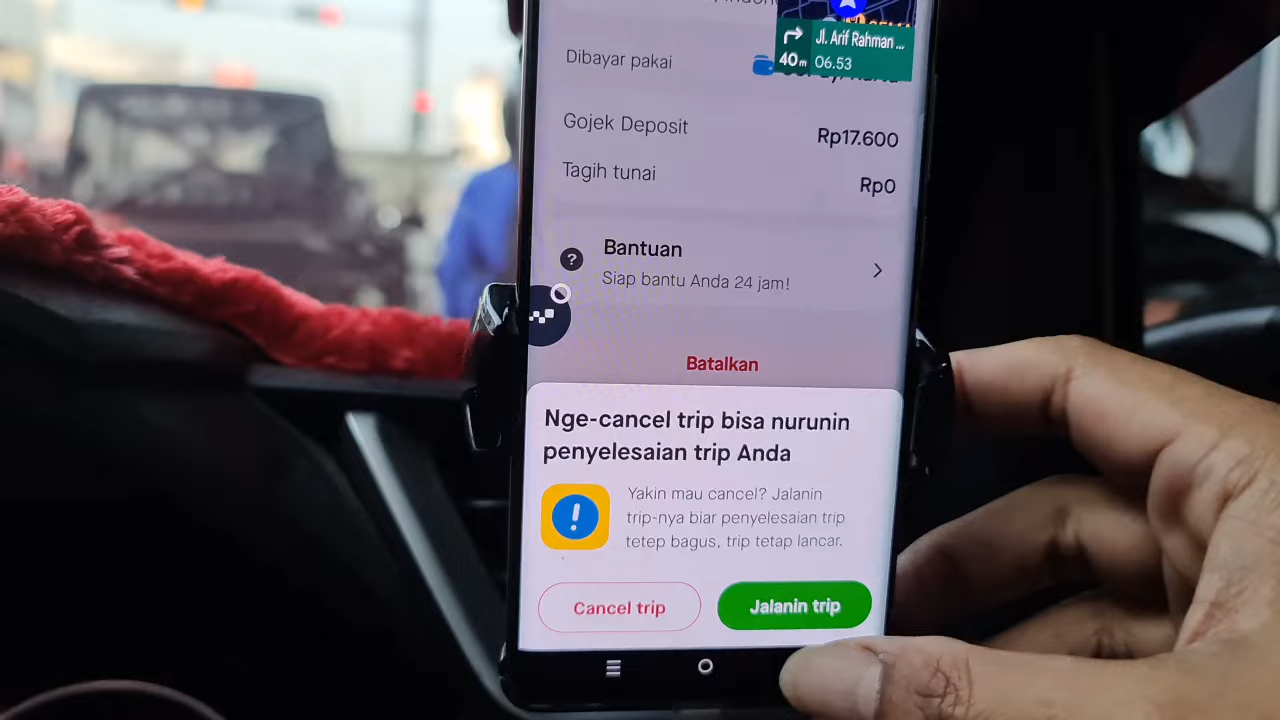 Jl. Arif Rahman ...
40 m
06.53
Dibayar pakai
Gojek Deposit
Rp17.600
Tagih tunai
Rp0
?
Bantuan
Siap bantu Anda 24 jam!
Batalkan
Nge-cancel trip bisa nurunin
penyelesaian trip Anda
!
Yakin mau cancel? Jalanin
trip-nya biar penyelesaian trip
tetep bagus, trip tetap lancar.
Cancel trip
Jalanin trip